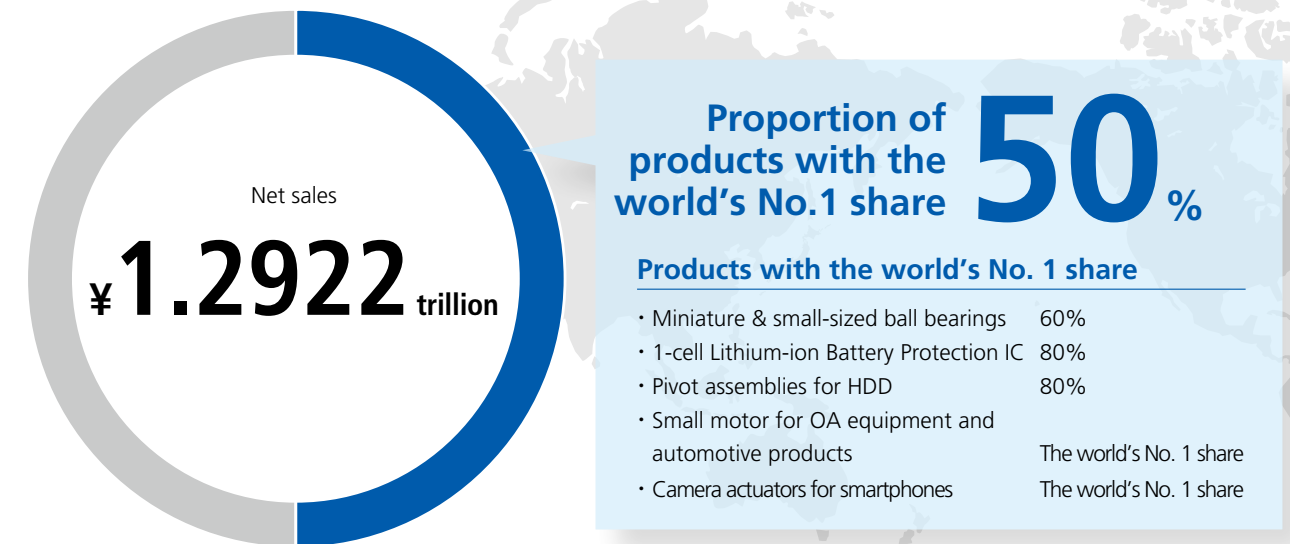 Net sales
¥1.2922 trillion
Proportion of
products with the
world's No.1 share
50%
Products with the world's No. 1 share
・Miniature & small-sized ball bearings 60%
・1-cell Lithium-ion Battery Protection IC 80%
・Pivot assemblies for HDD 80%
・Small motor for OA equipment and
automotive products The world's No. 1 share
・Camera actuators for smartphones The world's No. 1 share